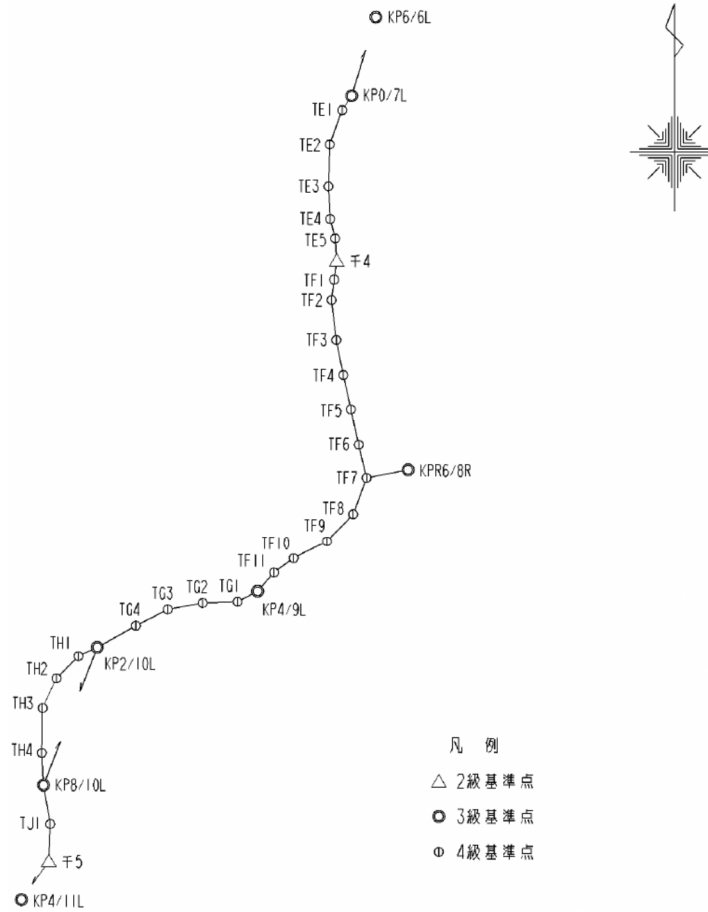 KP6/6L
KP0/7L
TE1
TE2
TE3
TE4
TE5
千4
TF1
TF2
TF3
TF4
TF5
TF6
KPR6/8R
TF7
TF8
TF9
TF10
TF11
KP4/9L
TG1
TG2
TG3
TG4
TH1
KP2/10L
TH2
TH3
TH4
KP8/10L
TJ1
千5
KP4/11L
凡 例
2級基準点
3級基準点
4級基準点